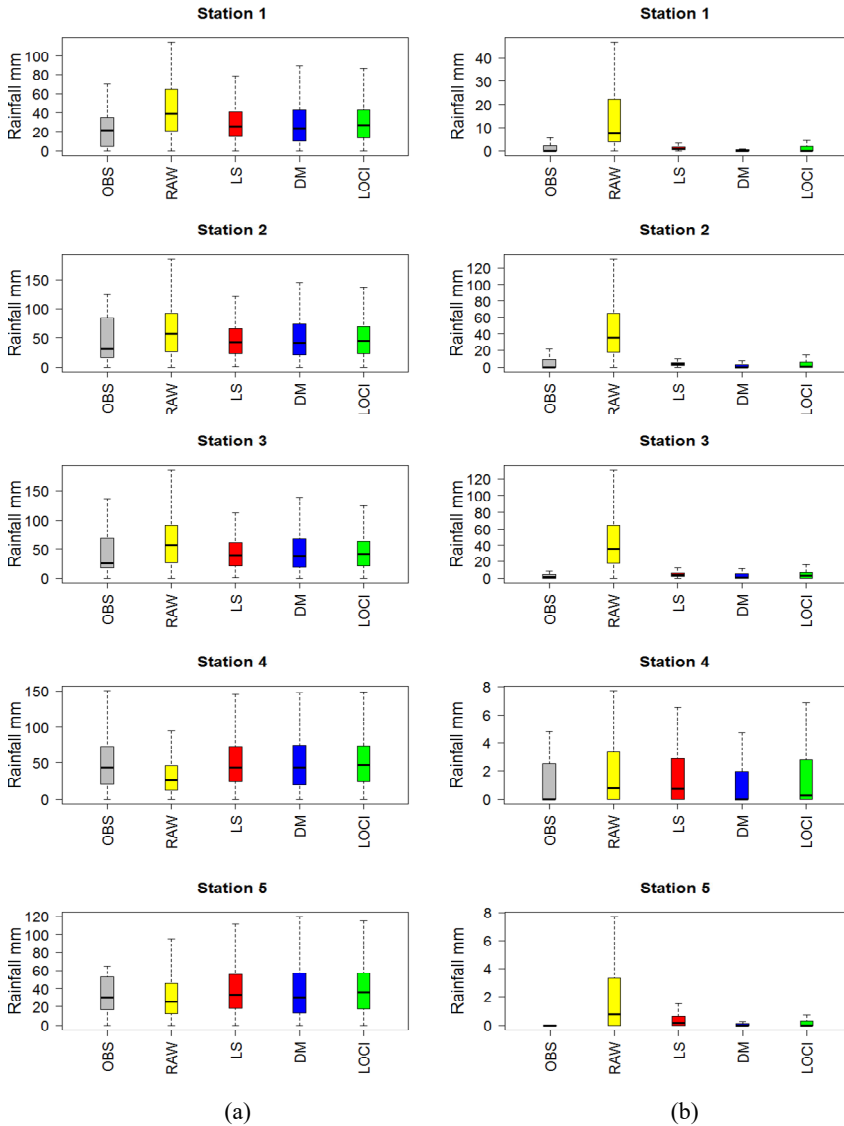 Station 1
Rainfall mm
100
80
60
40
20
0
OBS
RAW
LS
DM
LOCI
Station 1
Rainfall mm
40
30
20
10
0
OBS
RAW
LS
DM
LOCI
Station 2
Rainfall mm
150
100
50
0
OBS
RAW
LS
DM
LOCI
Station 2
Rainfall mm
120
100
80
60
40
20
0
OBS
RAW
LS
DM
LOCI
Station 3
Rainfall mm
150
100
50
0
OBS
RAW
LS
DM
LOCI
Station 3
Rainfall mm
120
100
80
60
40
20
0
OBS
RAW
LS
DM
LOCI
Station 4
Rainfall mm
150
100
50
0
OBS
RAW
LS
DM
LOCI
Station 4
Rainfall mm
8
6
4
2
0
OBS
RAW
LS
DM
LOCI
Station 5
Rainfall mm
120
100
80
60
40
20
0
OBS
RAW
LS
DM
LOCI
Station 5
Rainfall mm
8
6
4
2
0
OBS
RAW
LS
DM
LOCI
(a)
(b)